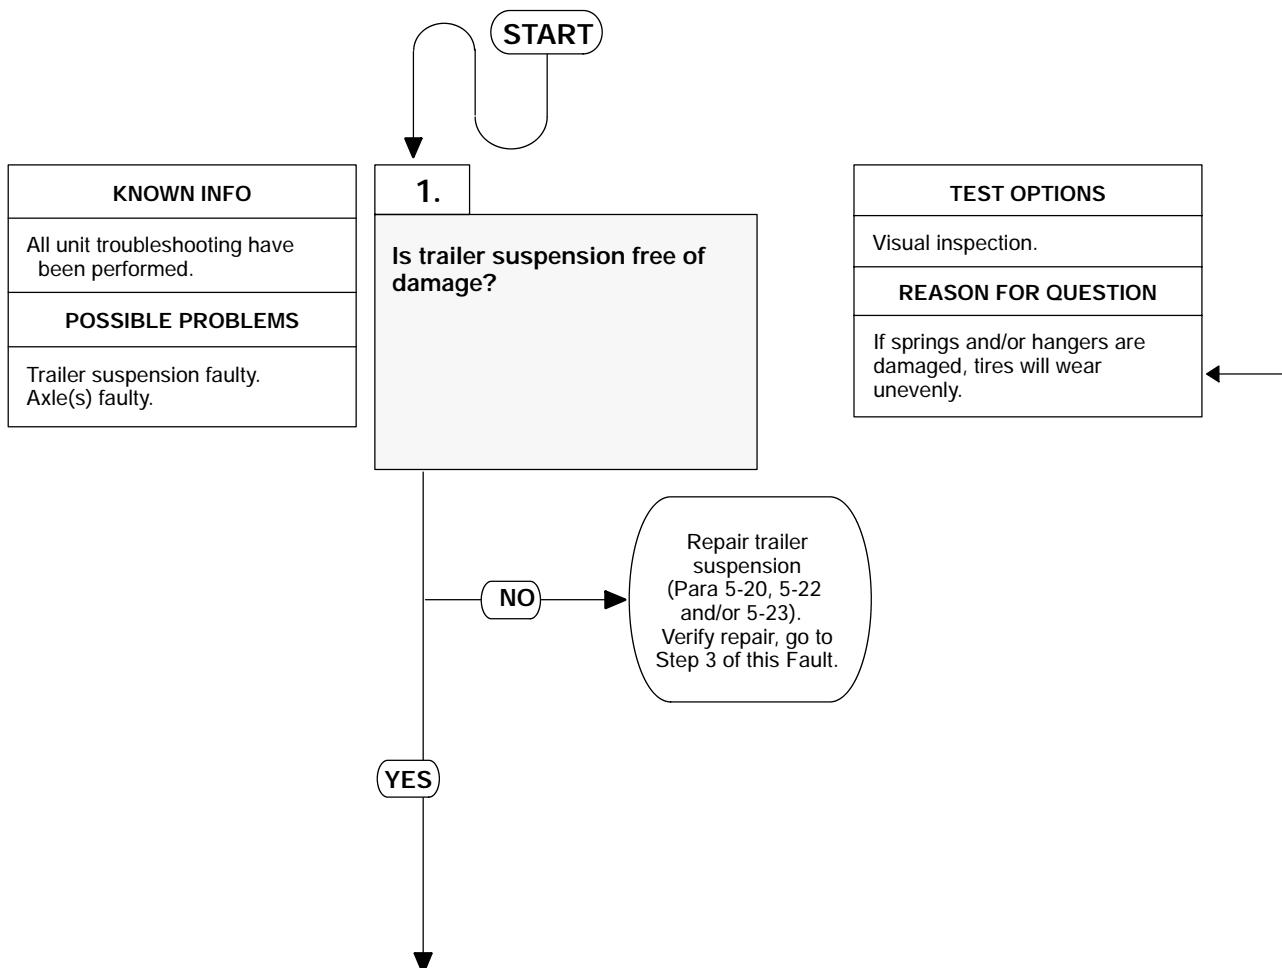 START
KNOWN INFO
All unit troubleshooting have
been performed.
POSSIBLE PROBLEMS
Trailer suspension faulty.
Axle(s) faulty.
1.
Is trailer suspension free of
damage?
TEST OPTIONS
Visual inspection.
REASON FOR QUESTION
If springs and/or hangers are
damaged, tires will wear
unevenly.
NO
Repair trailer
suspension
(Para 5-20, 5-22
and/or 5-23).
Verify repair, go to
Step 3 of this Fault.
YES